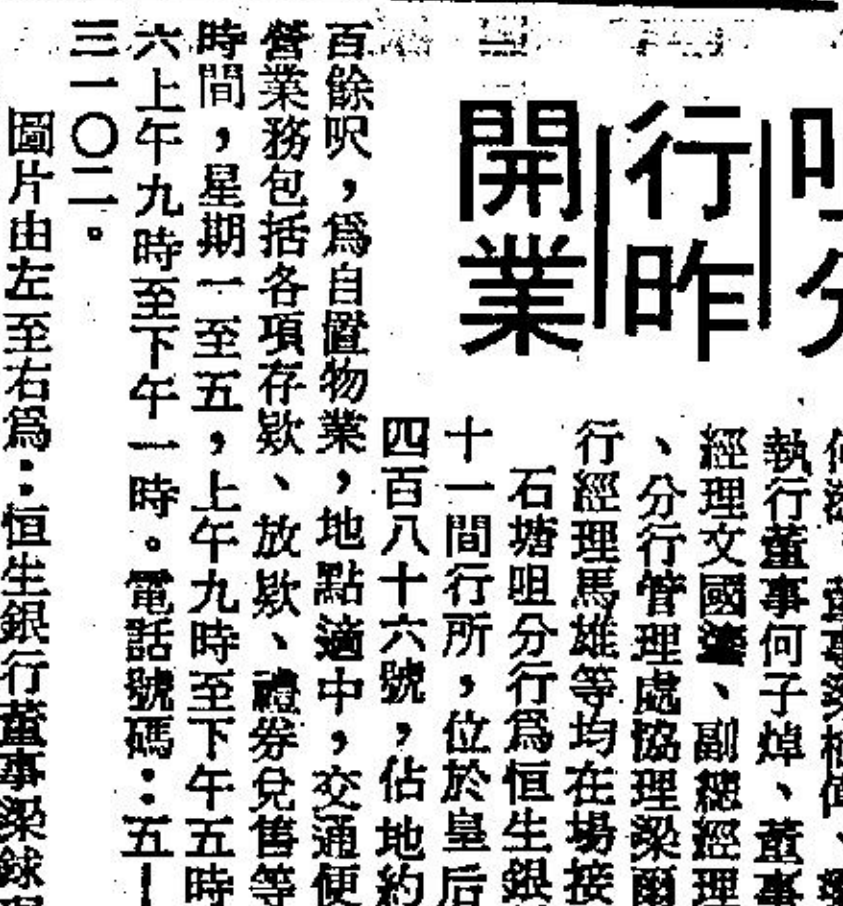 行昨
開業
執行董事何子焯、董事
經理文國、副總經理
、分行管理處協理梁爾
行經理馬雄等均在場接
石塘咀分行為恒生銀
十一間行所，位於皇后
四百八十六號，佔地約
百餘呎，為自置物業，地點適中，交通便
營業務包括各項存欵、放欵、禮券兌售等
時間，星期一至五，上午九時至下午五時
六上午九時至下午一時。電話號碼：五—
三一〇二。
圖片由左至右為：恒生銀行董事梁銶